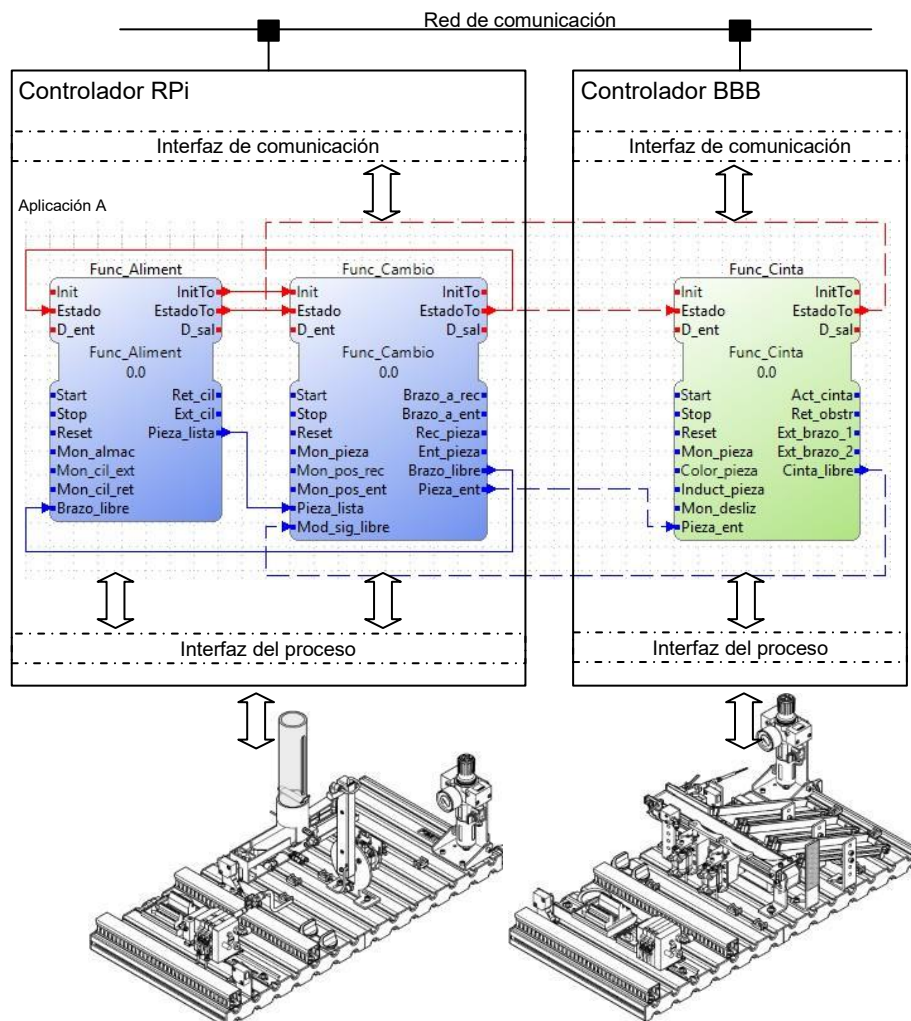 Red de comunicación
Controlador RPi
Controlador BBB
Interfaz de comunicación
Interfaz de comunicación
Aplicación A
Func_Aliment
Init InitTo
Estado EstadoTo
D_ent D_sal
Func_Aliment
0.0
Start Ret_cil
Stop Ext_cil
Reset Pieza_lista
Mon_almac
Mon_cil_ext
Mon_cil_ret
Brazo_libre
Func_Cambio
Init InitTo
Estado EstadoTo
D_ent D_sal
Func_Cambio
0.0
Start Brazo_a_rec
Stop Brazo_a_ent
Reset Rec_pieza
Mon_pieza Ent_pieza
Mon_pos_rec Brazo_libre
Mon_pos_ent Pieza_ent
Pieza_lista
Mod_sig_libre
Func_Cinta
Init InitTo
Estado EstadoTo
D_ent D_sal
Func_Cinta
0.0
Start Act_cinta
Stop Ret_obstr
Reset Ext_brazo_1
Mon_pieza Ext_brazo_2
Color_pieza Cinta_libre
Induct_pieza
Mon_desliz
Pieza_ent
Interfaz del proceso
Interfaz del proceso